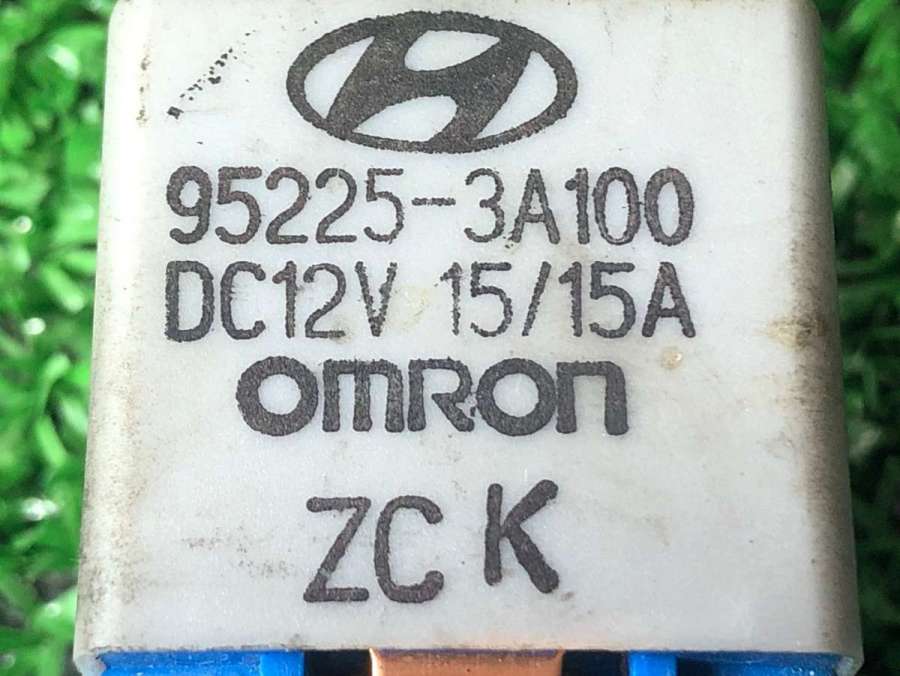 95225-3A100
DC12V 15/15A
omron
ZC K